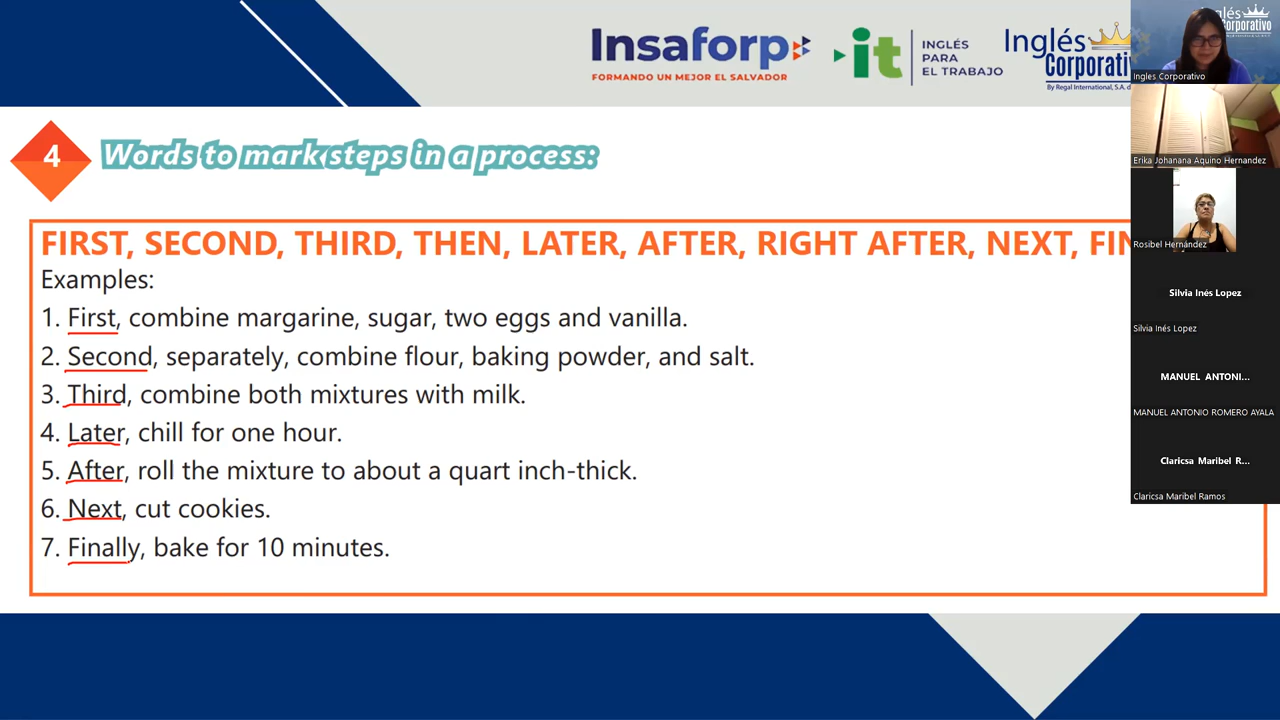 Insaforp
FORMANDO UN MEJOR EL SALVADOR
it
INGLÉS
PARA
EL TRABAJO
Inglés
By Regal International, S.A.
4
Words to mark steps in a process:
FIRST, SECOND, THIRD, THEN, LATER, AFTER, RIGHT AFTER, NEXT,
Examples:
1. First, combine margarine, sugar, two eggs and vanilla.
2. Second, separately, combine flour, baking powder, and salt.
3. Third, combine both mixtures with milk.
4. Later, chill for one hour.
5. After, roll the mixture to about a quart inch-thick.
6. Next, cut cookies.
7. Finally, bake for 10 minutes.
Ingles Corporativo
Erika Johanana Aquino Hernandez
Rosibel Hernández
Silvia Inés Lopez
Silvia Inés Lopez
MANUEL ANTONI...
MANUEL ANTONIO ROMERO AYALA
Claricsa Maribel R...
Claricsa Maribel Ramos